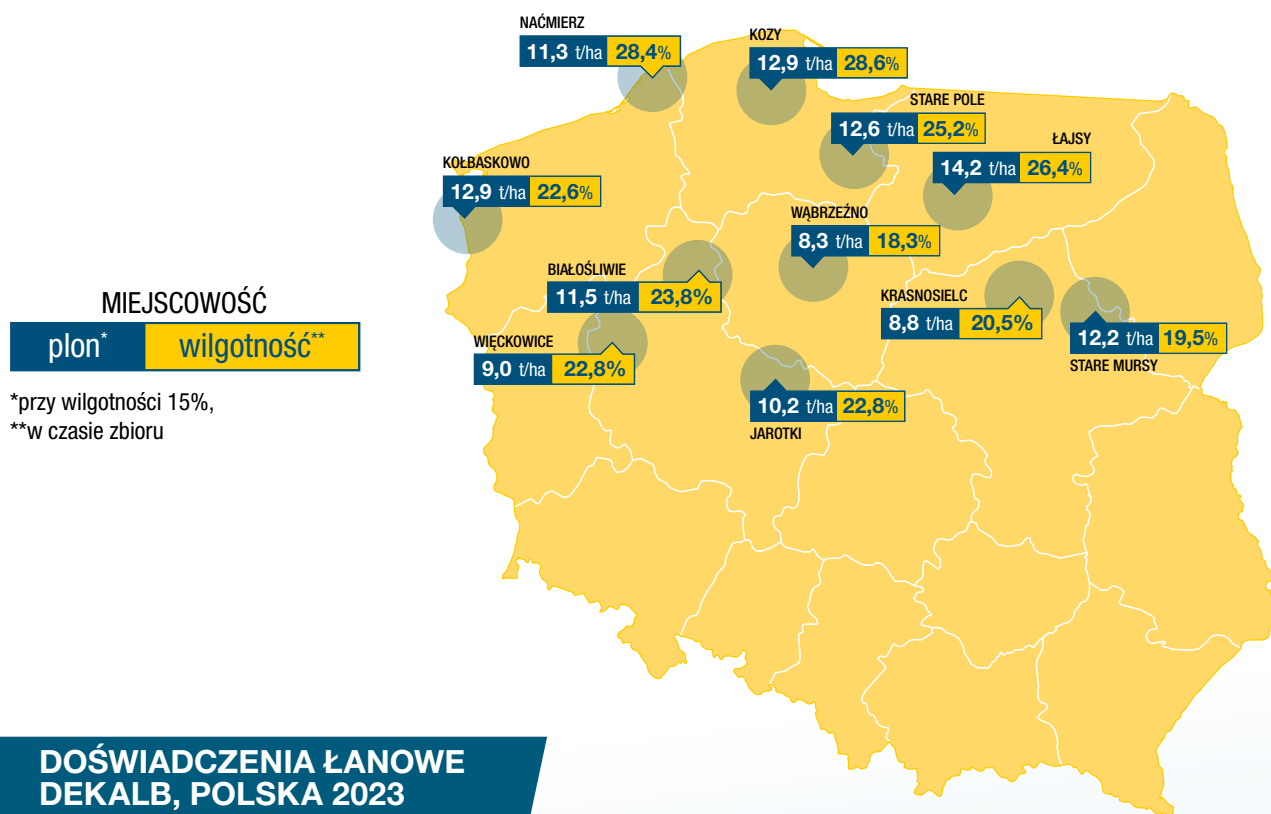 NAĆMIERZ
11,3 t/ha 28,4%
KOZY
12,9 t/ha 28,6%
STARE POLE
12,6 t/ha 25,2%
ŁAJSY
14,2 t/ha 26,4%
KOŁBASKOWO
12,9 t/ha 22,6%
WĄBRZEŹNO
8,3 t/ha 18,3%
BIAŁOŚLIWIE
11,5 t/ha 23,8%
KRASNOSIELC
8,8 t/ha 20,5%
12,2 t/ha 19,5%
STARE MURSY
WIĘCKOWICE
9,0 t/ha 22,8%
10,2 t/ha 22,8%
JAROTKI
MIEJSCOWOŚĆ
plon* wilgotność**
*przy wilgotności 15%,
**w czasie zbioru
DOŚWIADCZENIA ŁANOWE
DEKALB, POLSKA 2023